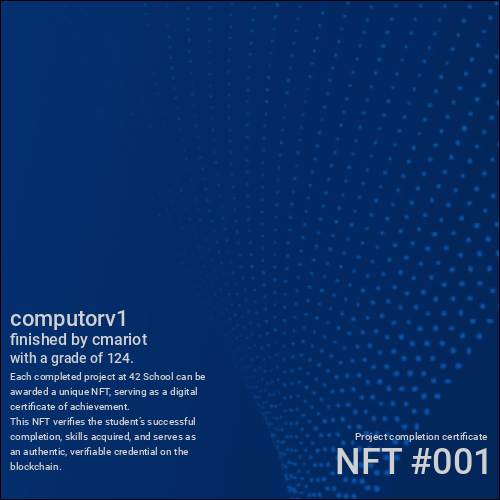 computorv1
finished by cmariot
with a grade of 124.
Each completed project at 42 School can be
awarded a unique NFT, serving as a digital
certificate of achievement.
This NFT verifies the student's successful
completion, skills acquired, and serves as
an authentic, verifiable credential on the
blockchain.
Project completion certificate
NFT #001